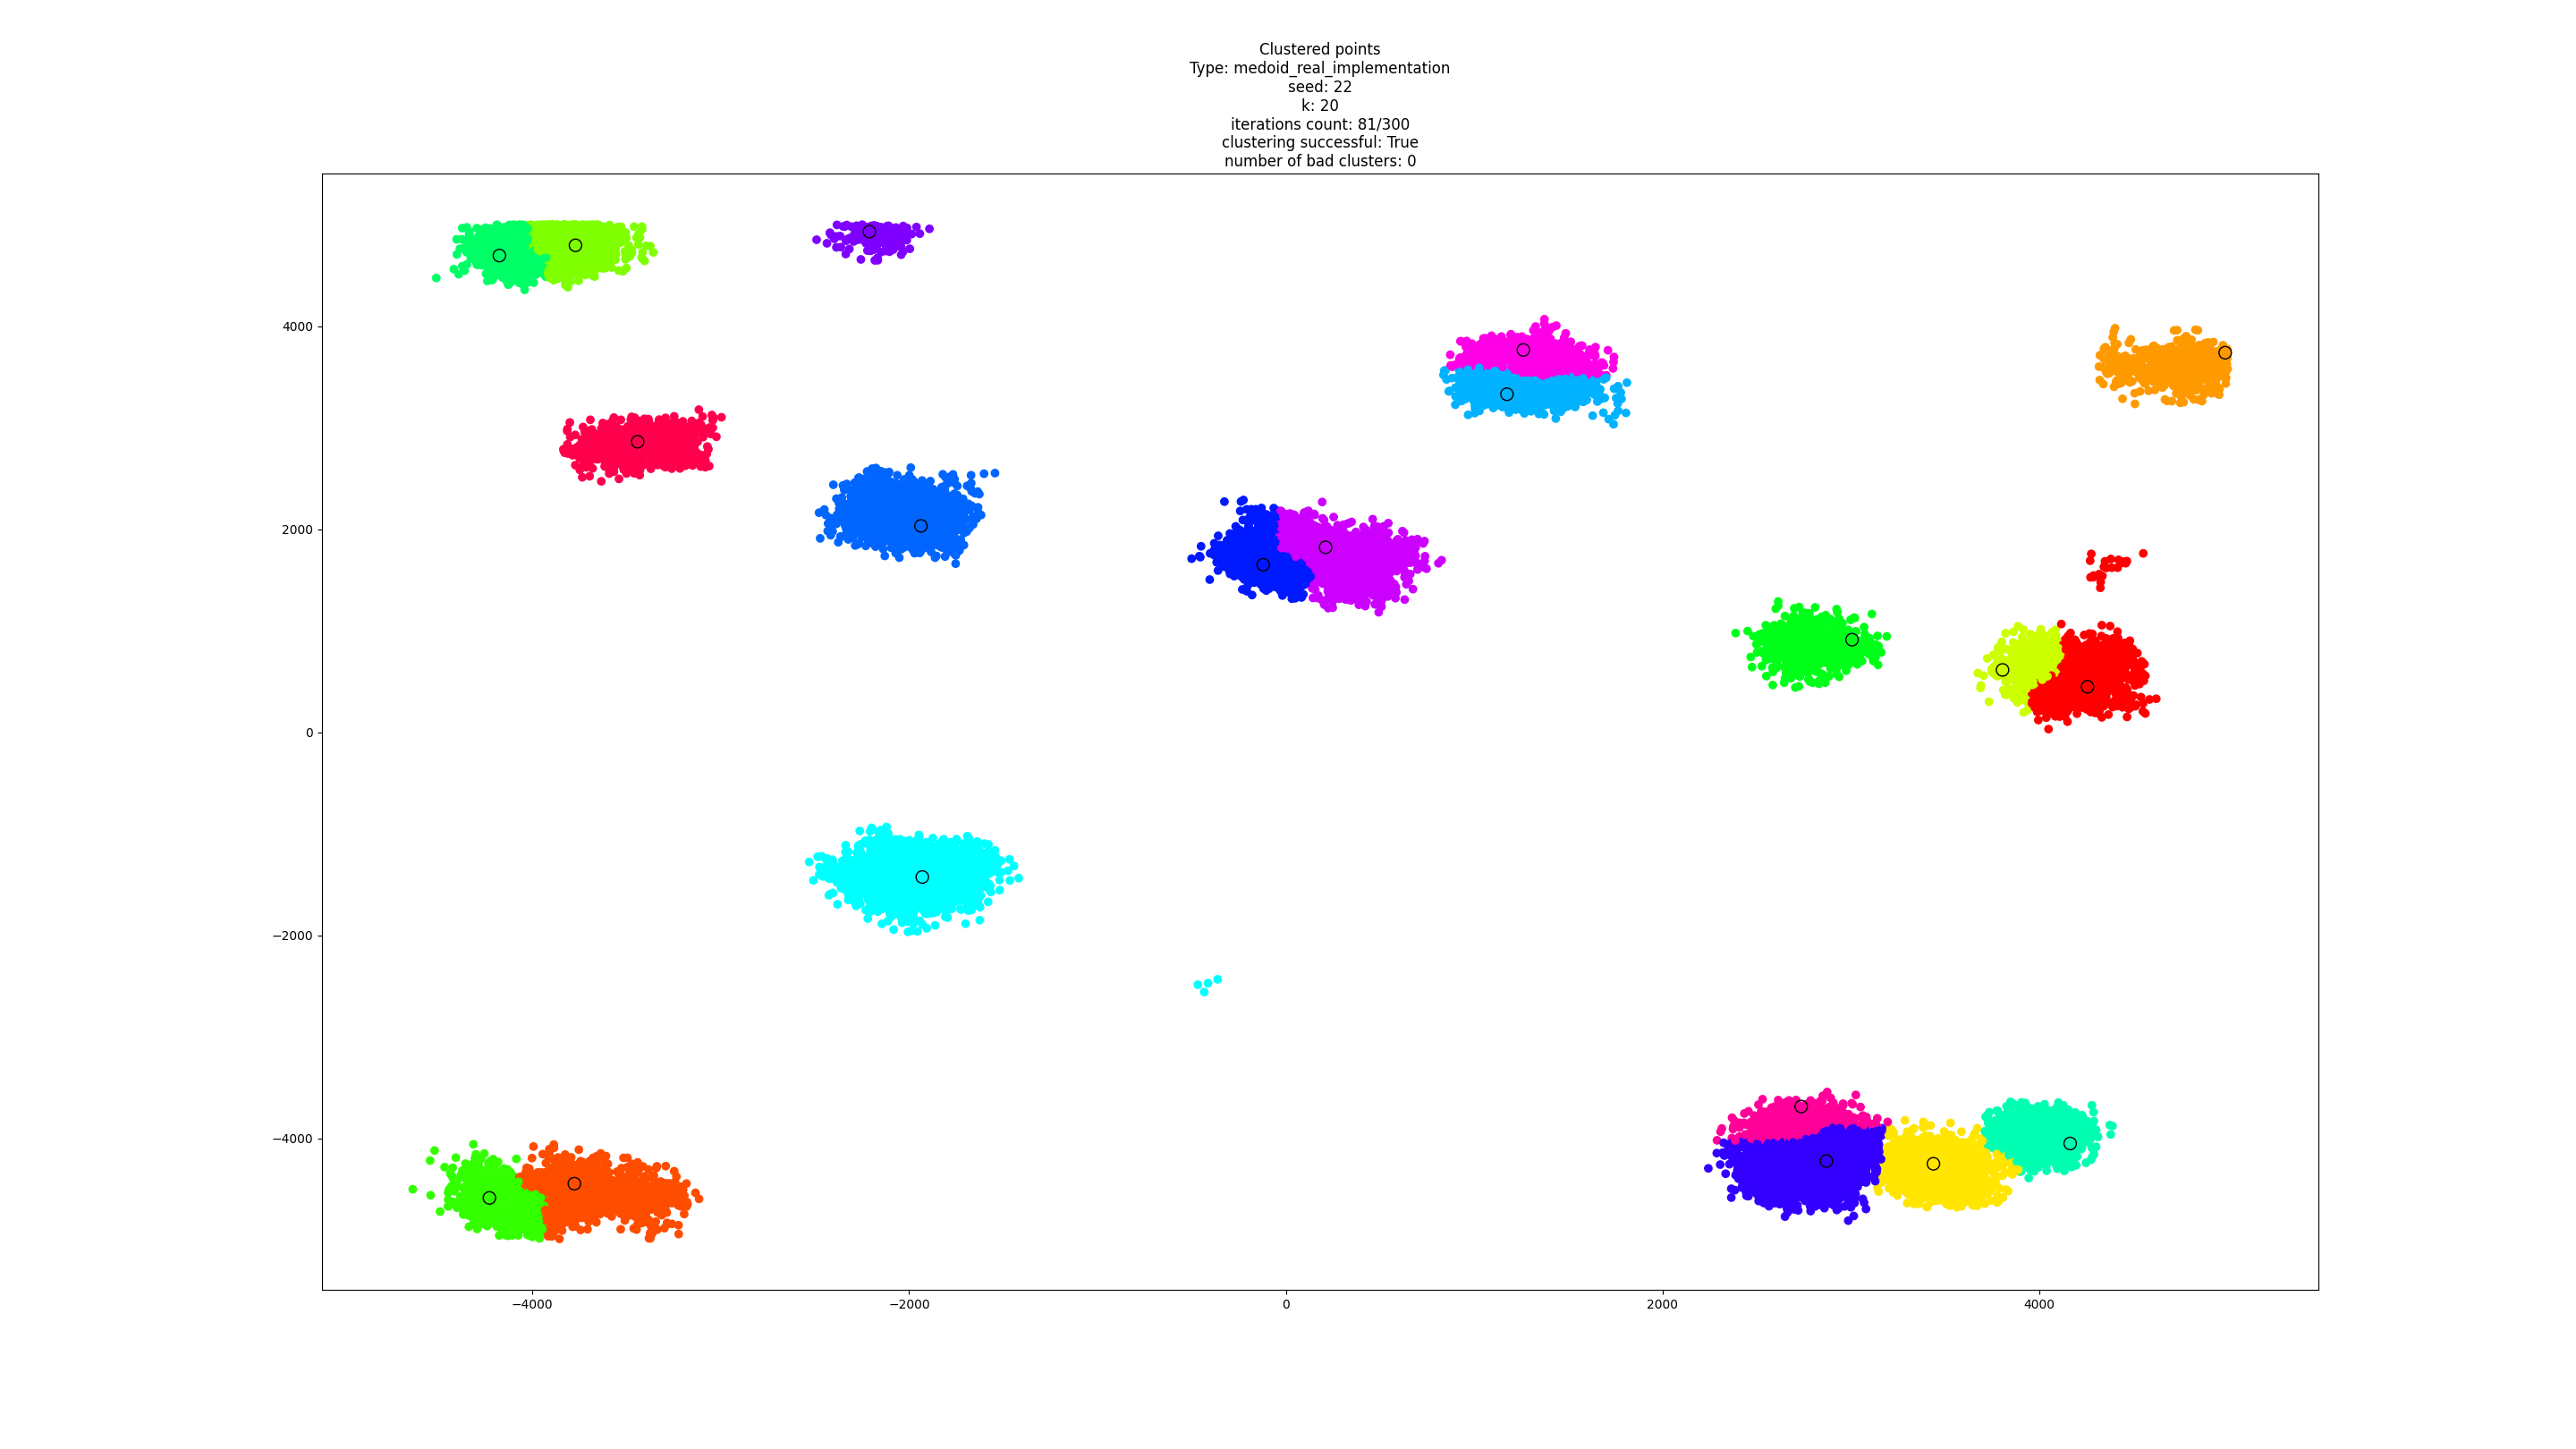 Clustered points
Type: medoid_real_implementation
seed: 22
k: 20
iterations count: 81/300
clustering successful: True
number of bad clusters: 0
4000
2000
0
−2000
−4000
−4000 −2000 0 2000 4000